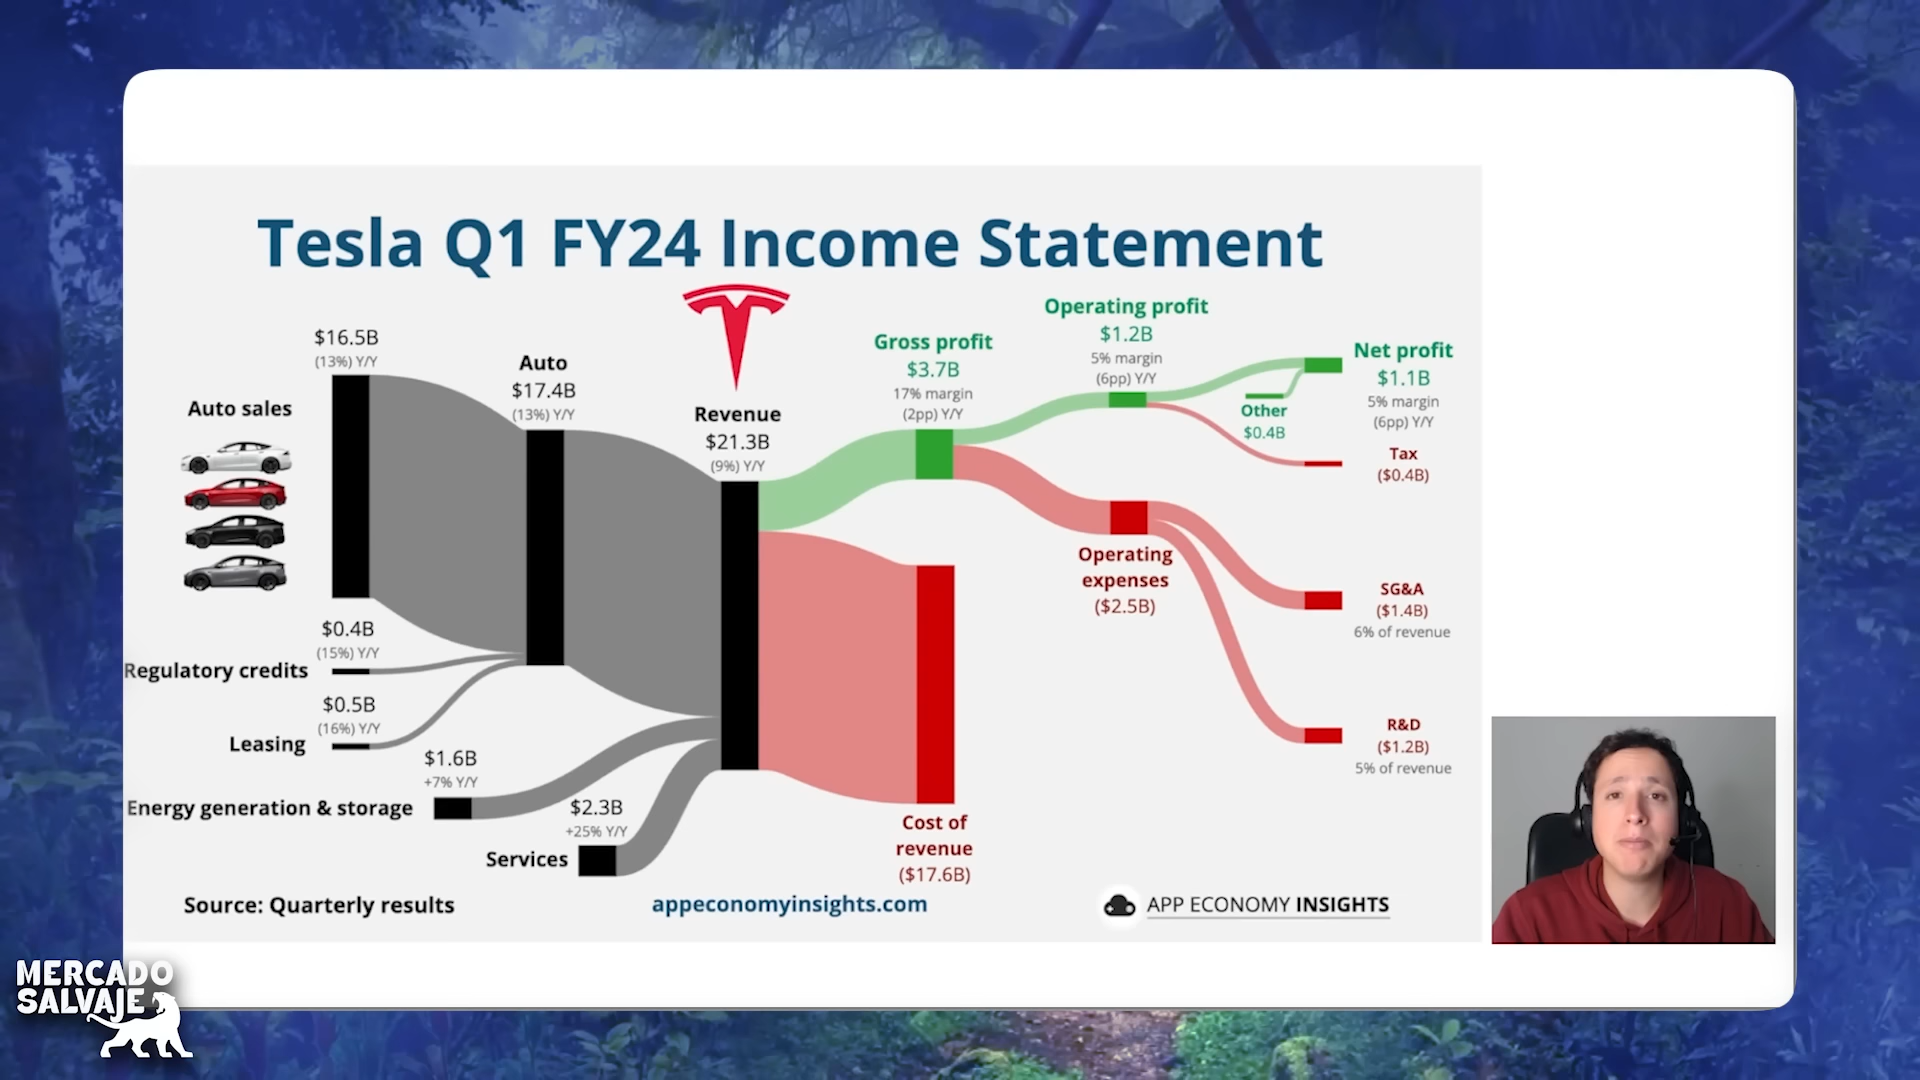 Tesla Q1 FY24 Income Statement
$16.5B
(13%) Y/Y
Auto sales
Auto
$17.4B
(13%) Y/Y
Revenue
$21.3B
(9%) Y/Y
Gross profit
$3.7B
17% margin
(2pp) Y/Y
Operating profit
$1.2B
5% margin
(6pp) Y/Y
Net profit
$1.1B
5% margin
(6pp) Y/Y
Other
$0.4B
Tax
($0.4B)
Operating
expenses
($2.5B)
SG&A
($1.4B)
6% of revenue
R&D
($1.2B)
5% of revenue
$0.4B
(15%) Y/Y
Regulatory credits
$0.5B
(16%) Y/Y
Leasing
$1.6B
+7% Y/Y
Energy generation & storage
$2.3B
+25% Y/Y
Services
Cost of
revenue
($17.6B)
Source: Quarterly results
appeconomyinsights.com
APP ECONOMY INSIGHTS
MERCADO
SALVAJE